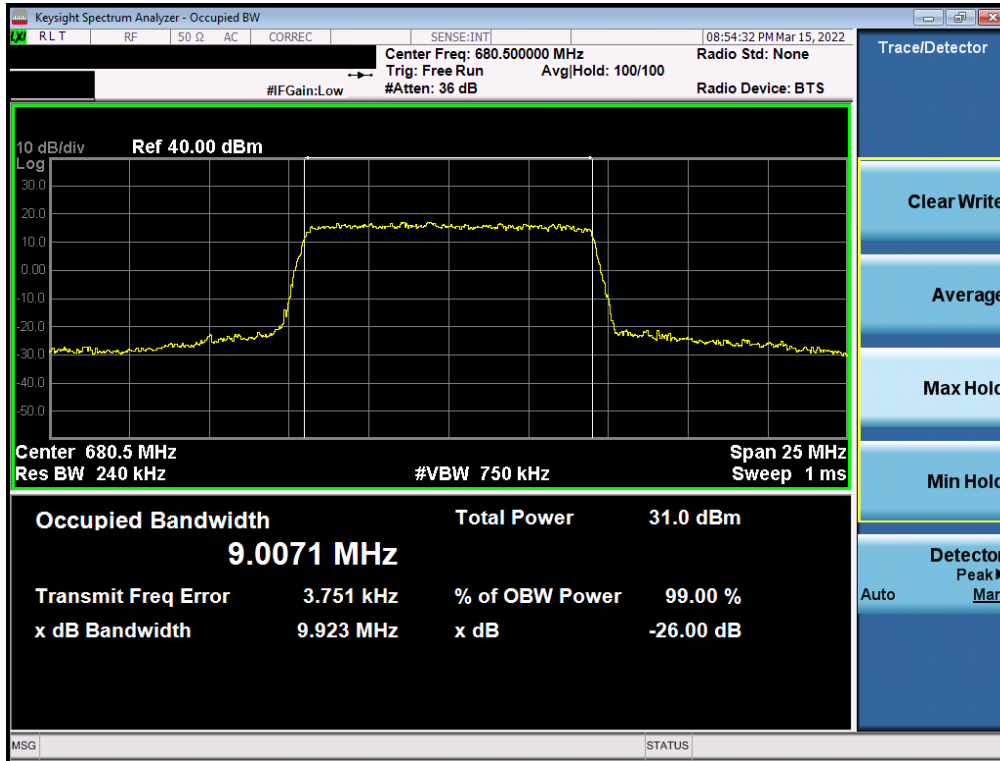 Keysight Spectrum Analyzer - Occupied BW
LXI RLT RF 50 Ω AC CORREC SENSE:INT 08:54:32 PM Mar 15, 2022
Center Freq: 680.500000 MHz Radio Std: None
Trig: Free Run Avg|Hold: 100/100
#IFGain:Low #Atten: 36 dB Radio Device: BTS
Trace/Detector
10 dB/div Ref 40.00 dBm
Log
30.0
20.0
10.0
0.00
-10.0
-20.0
-30.0
-40.0
-50.0
Center 680.5 MHz Span 25 MHz
Res BW 240 kHz #VBW 750 kHz Sweep 1 ms
Occupied Bandwidth Total Power 31.0 dBm
9.0071 MHz
Transmit Freq Error 3.751 kHz % of OBW Power 99.00 %
x dB Bandwidth 9.923 MHz x dB -26.00 dB
Clear Write
Average
Max Hold
Min Hold
Detector
Peak
Auto Man
MSG STATUS